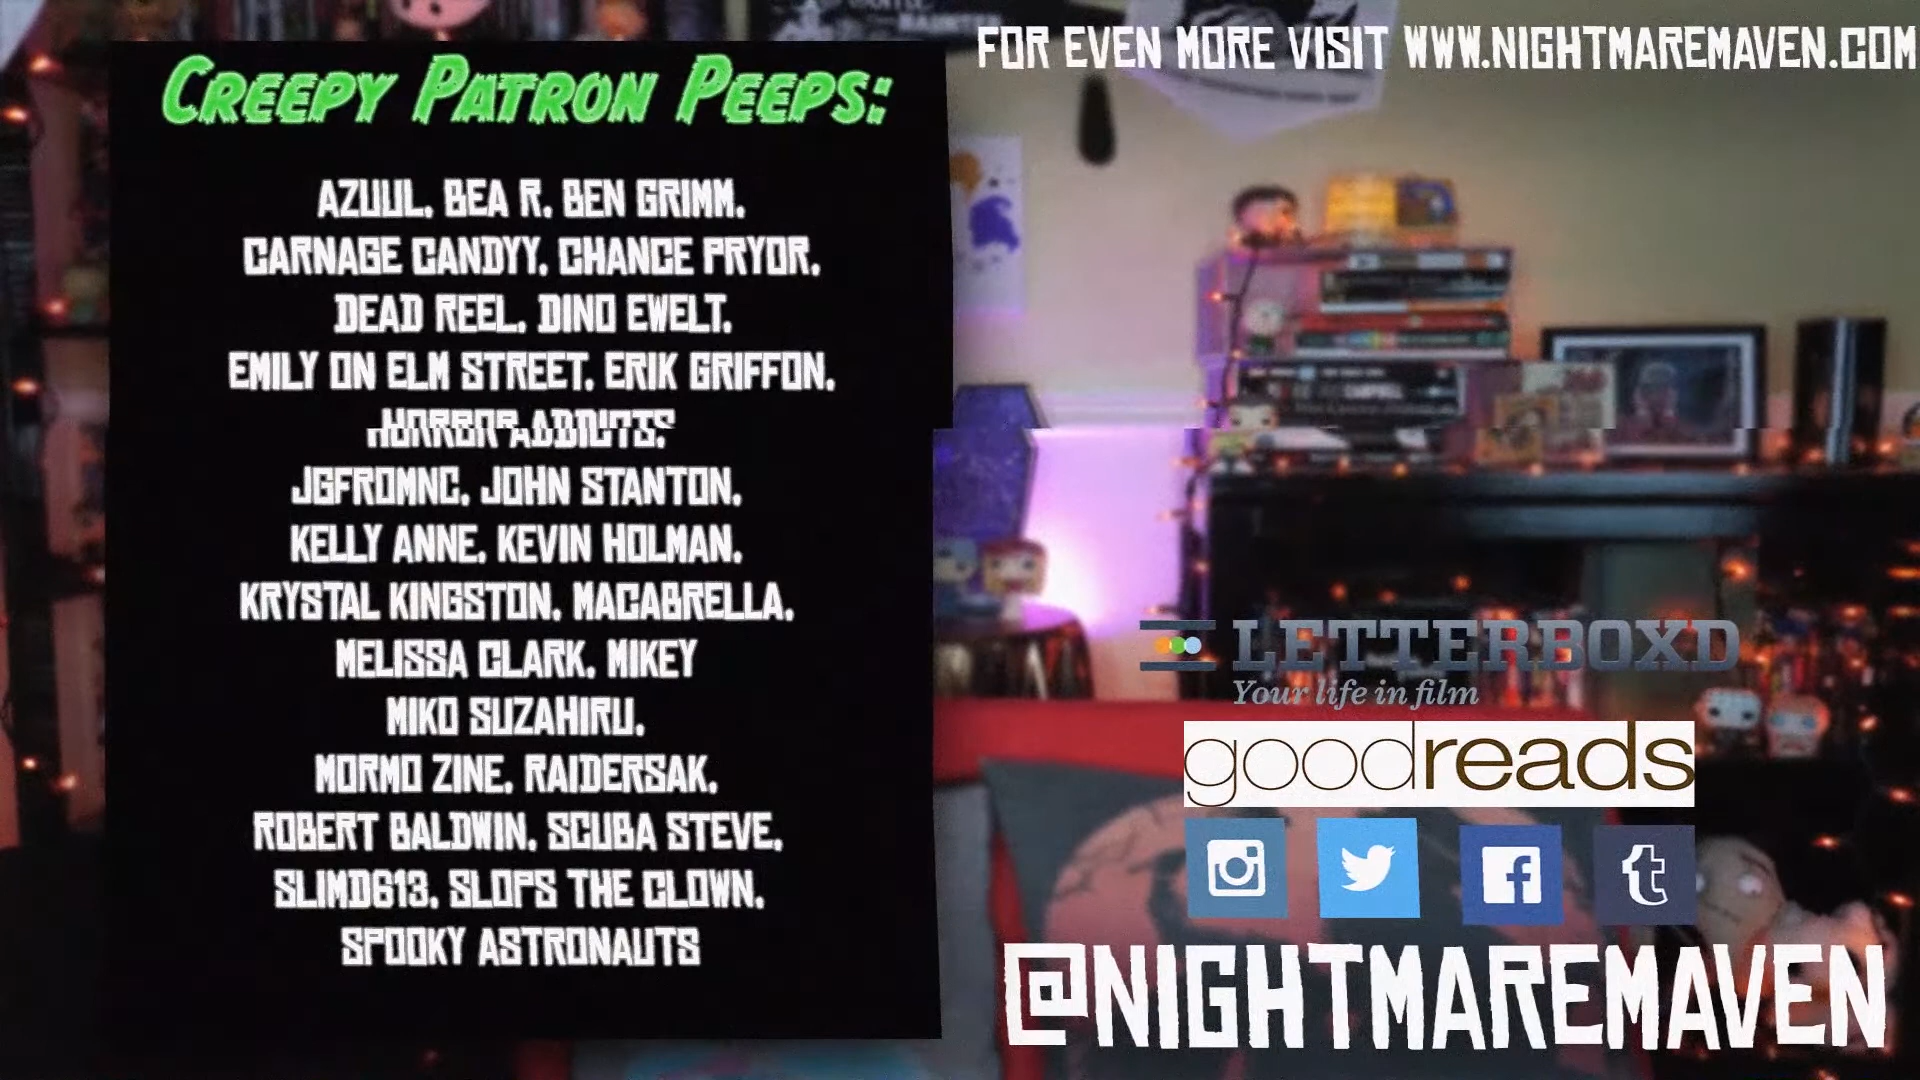 FOR EVEN MORE VISIT WWW.NIGHTMAREMAVEN.COM
CREEPY PATRON PEEPS:
AZUUL, BEA R, BEN GRIMM,
CARNAGE CANDYY, CHANCE PRYOR,
DEAD REEL, DINO EWELT,
EMILY ON ELM STREET, ERIK GRIFFON,
HORROR ADDICTS,
JGFROMNC, JOHN STANTON,
KELLY ANNE, KEVIN HOLMAN,
KRYSTAL KINGSTON, MACABRELLA,
MELISSA CLARK, MIKEY
MIKO SUZAHIRU,
MORMO ZINE, RAIDERSAK,
ROBERT BALDWIN, SCUBA STEVE,
SLIMD613, SLOPS THE CLOWN,
SPOOKY ASTRONAUTS
LETTERBOXD
Your life in film
goodreads
@NIGHTMAREMAVEN